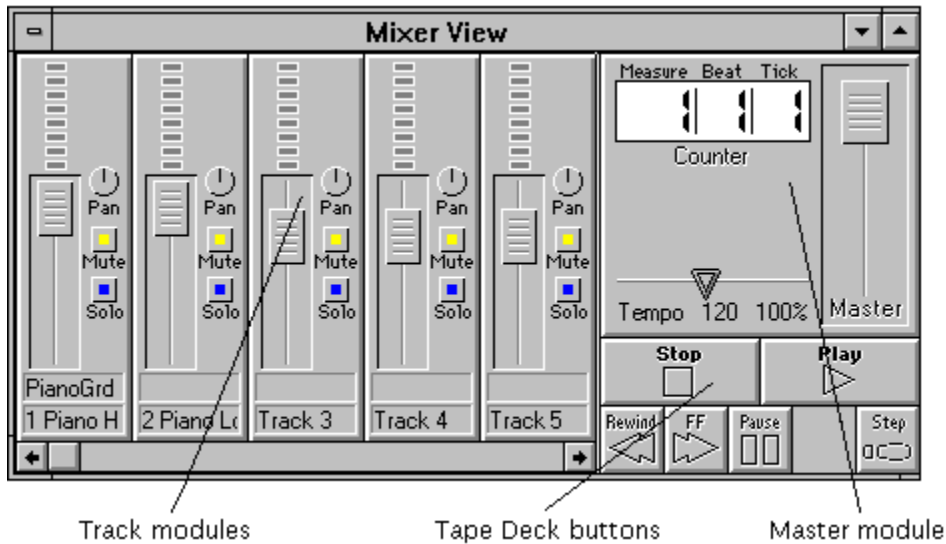 Mixer View
Measure Beat Tick
1 1 1
Counter
Pan Pan Pan Pan Pan
Mute Mute Mute Mute Mute
Solo Solo Solo Solo Solo
Tempo 120 100%
Master
Stop
Play
PianoGrd
1 Piano H
2 Piano Lo
Track 3
Track 4
Track 5
Rewind
FF
Pause
Step
Track modules
Tape Deck buttons
Master module